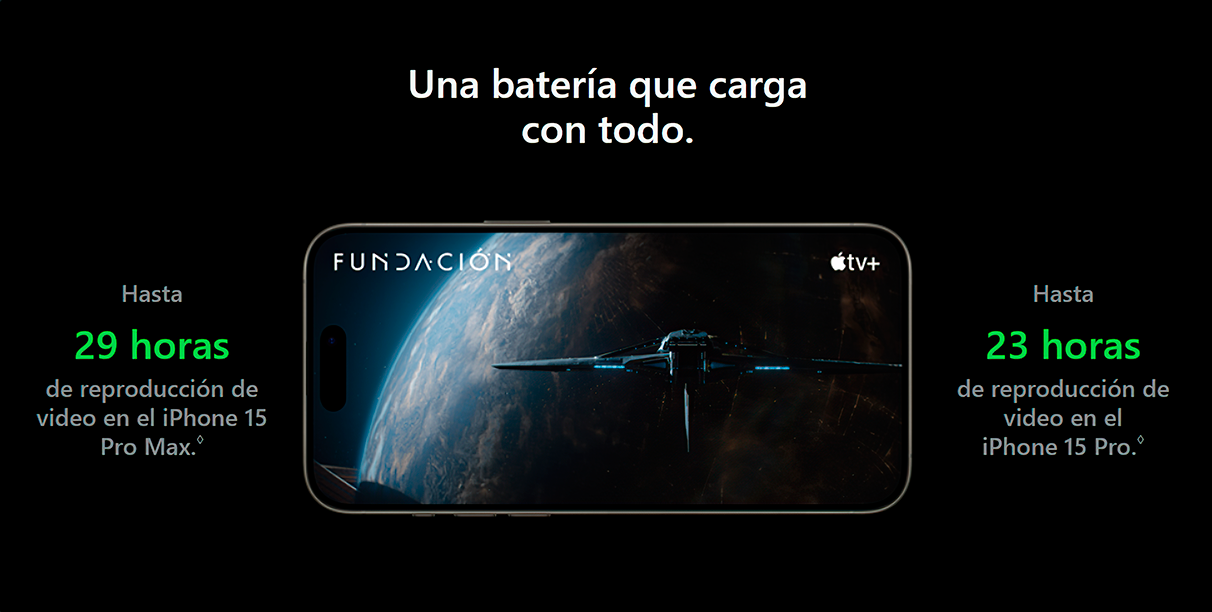 Una batería que carga
con todo.
FUNDACIÓN
tv+
Hasta
29 horas
de reproducción de
video en el iPhone 15
Pro Max.◊
Hasta
23 horas
de reproducción de
video en el
iPhone 15 Pro.◊